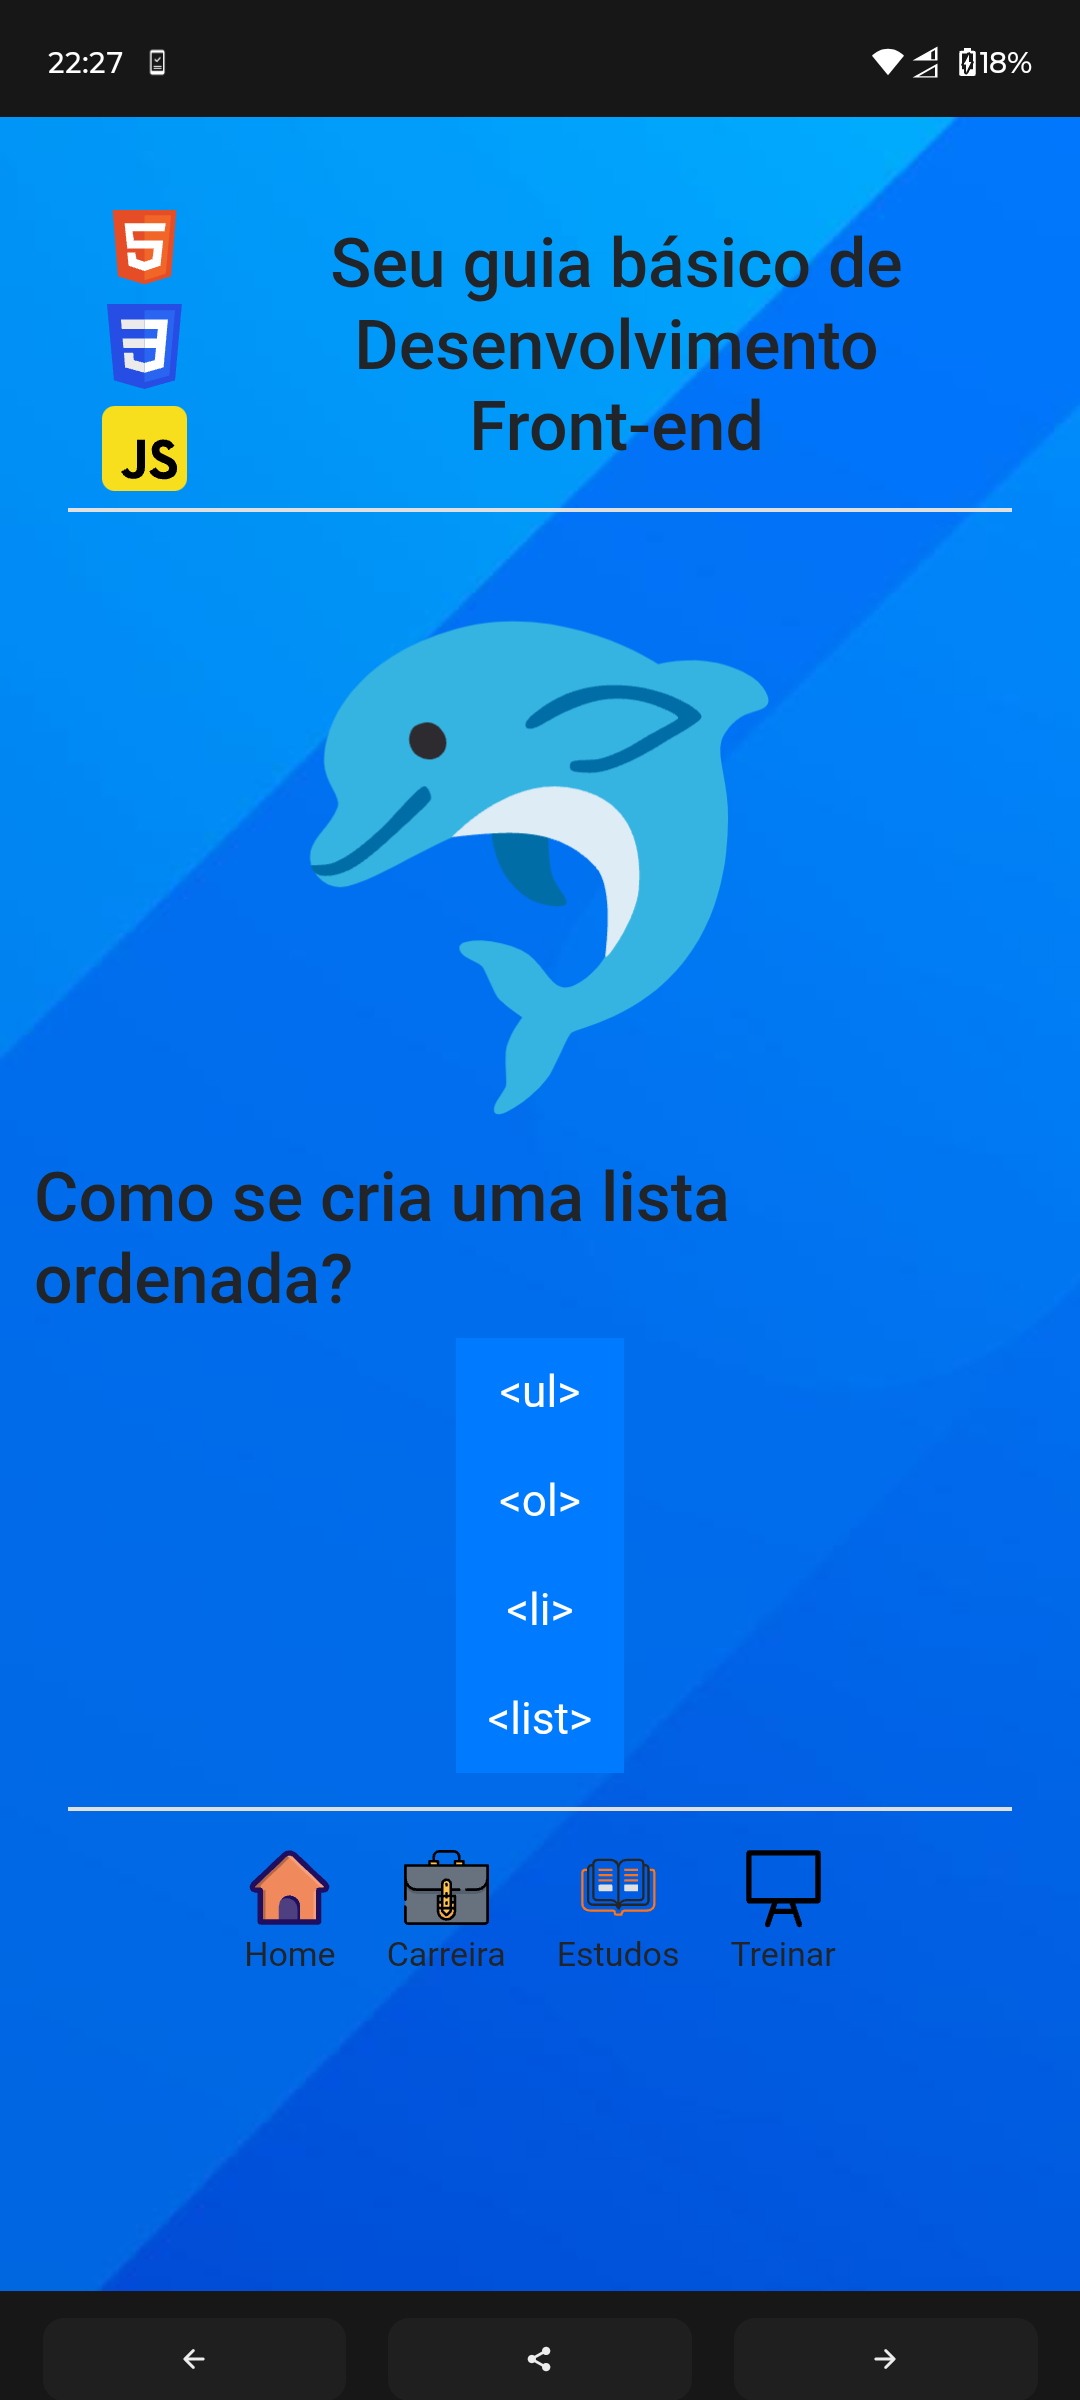 22:27
18%
5
3
JS
Seu guia básico de
Desenvolvimento
Front-end
Como se cria uma lista
ordenada?
<ul>
<ol>
<li>
<list>
Home Carreira Estudos Treinar